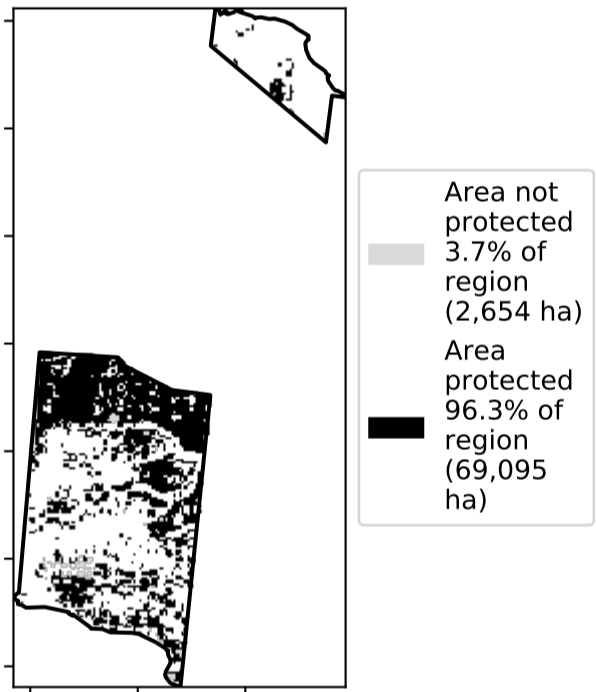 Area not
protected
3.7% of
region
(2,654 ha)
Area
protected
96.3% of
region
(69,095
ha)